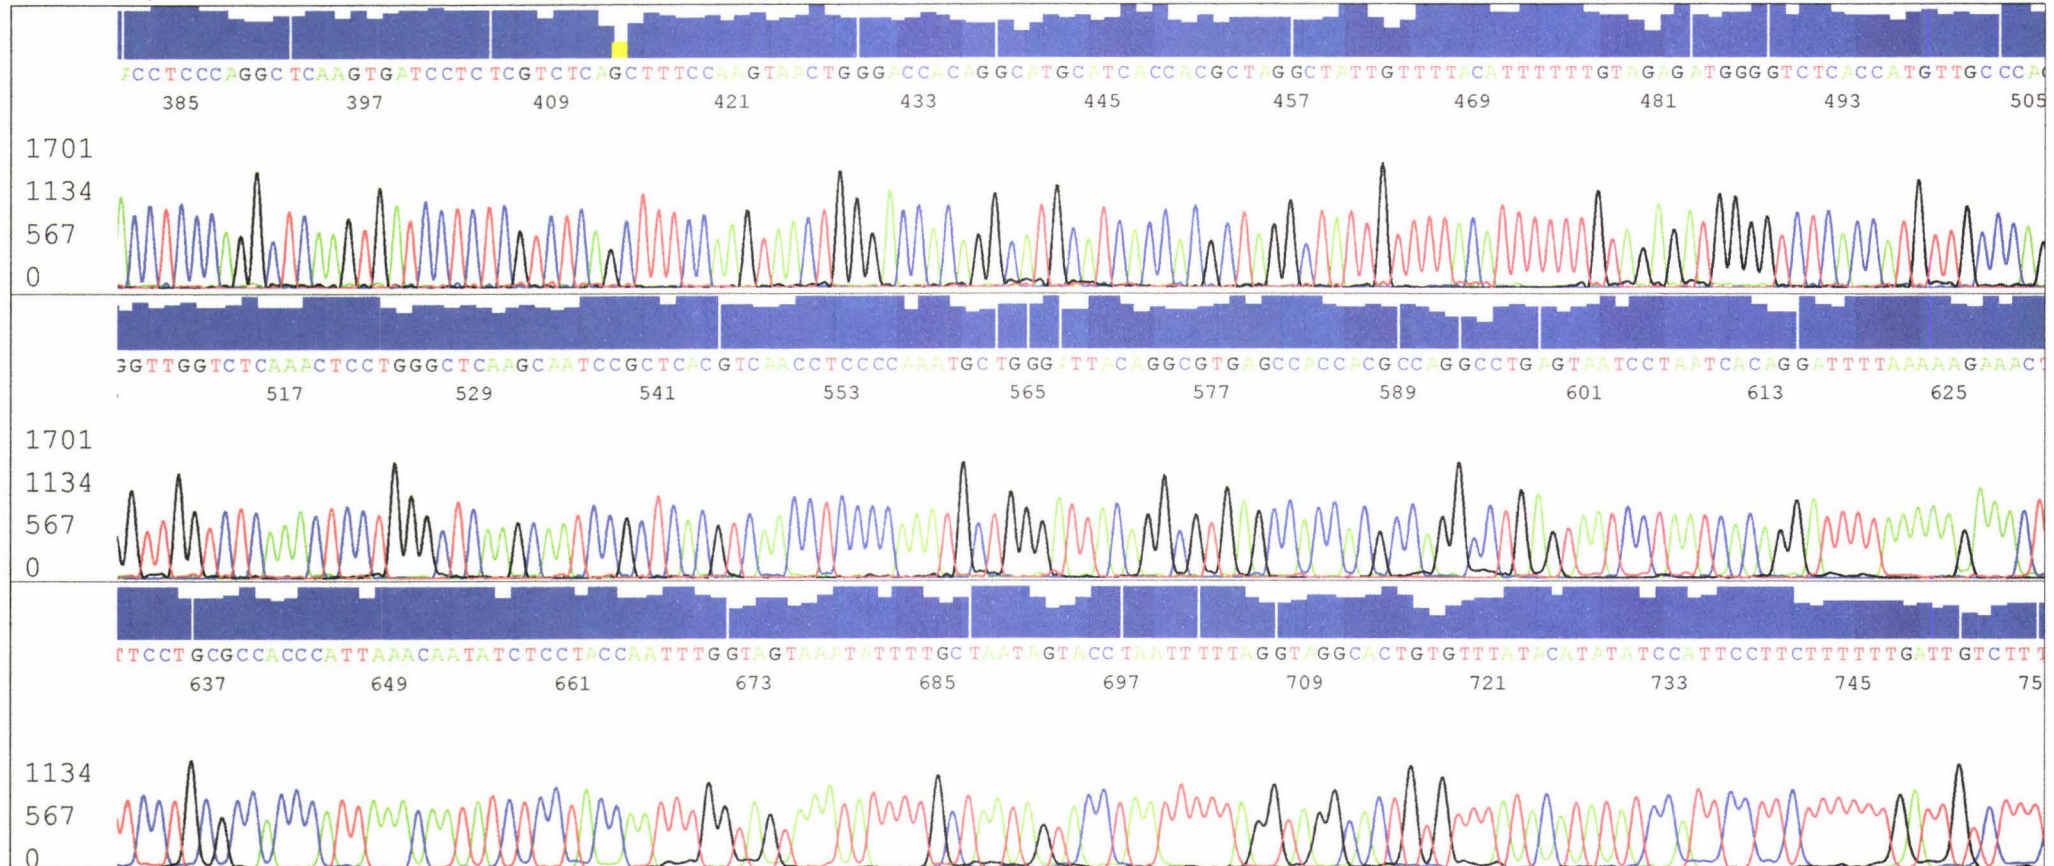 ACCTCCCAGGCTCAAGTGATCCTCTCGTCTCAGCTTTCCAAGTAACTGGGACCACAGGCATGCATCACCACGCTAGGCTATTGTTTTACATTTTTTGTAGAGATGGGGTCTCACCATGTTGCCCAG
385 397 409 421 433 445 457 469 481 493 505
1701
1134
567
0
GGTTGGTCTCAAACTCCTGGGCTCAAGCAATCCGCTCACGTCAACCTCCCCAAATGCTGGGATTACAGGCGTGAGCCACCACGCCAGGCCTGAGTAATCCTAATCACAGGATTTTAAAAAGAAACT
517 529 541 553 565 577 589 601 613 625
1701
1134
567
0
TTCCTGCGCCACCCATTAAACAATATCTCCTACCAATTTGGTAGTAAATATTTTGCTAATAGTACCTAATTTTTAGGTAGGCACTGTGTTTATACATATATCCATTCCTTCTTTTTTGATTGTCTTT
637 649 661 673 685 697 709 721 733 745 75
1134
567
0